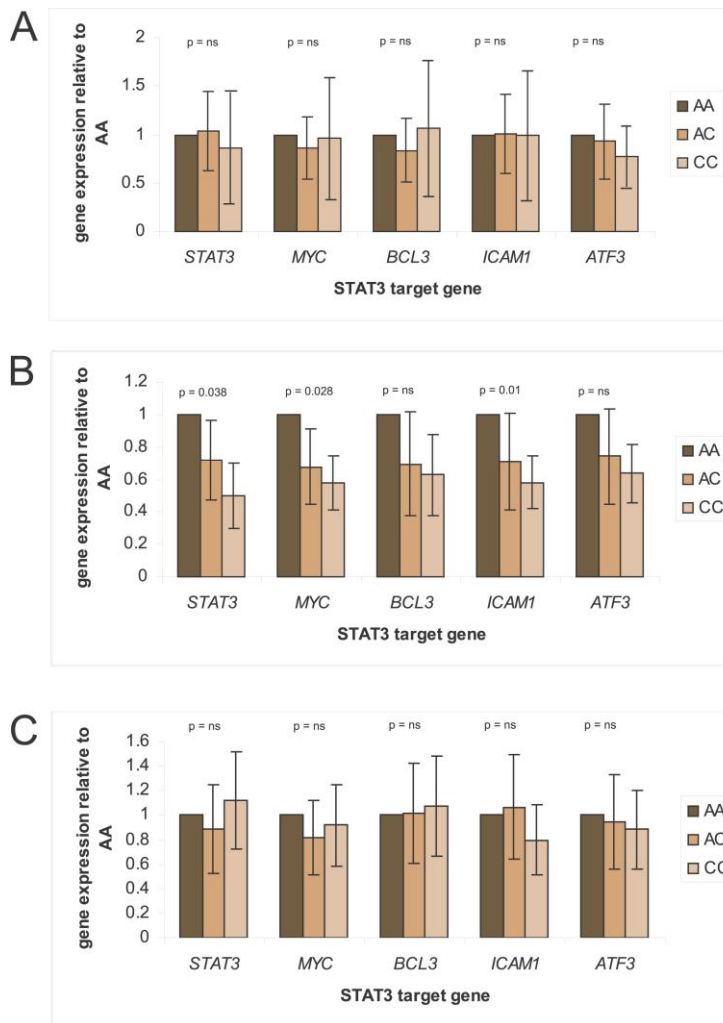 A
gene expression relative to
AA
2
1.5
1
0.5
0
p = ns
p = ns
p = ns
p = ns
p = ns
STAT3
MYC
BCL3
ICAM1
ATF3
STAT3 target gene
AA
AC
CC
B
gene expression relative to
AA
1.2
1
0.8
0.6
0.4
0.2
0
p = 0.038
p = 0.028
p = ns
p = 0.01
p = ns
STAT3
MYC
BCL3
ICAM1
ATF3
STAT3 target gene
AA
AC
CC
C
gene expression relative to
AA
1.6
1.4
1.2
1
0.8
0.6
0.4
0.2
0
p = ns
p = ns
p = ns
p = ns
p = ns
STAT3
MYC
BCL3
ICAM1
ATF3
STAT3 target gene
AA
AC
CC